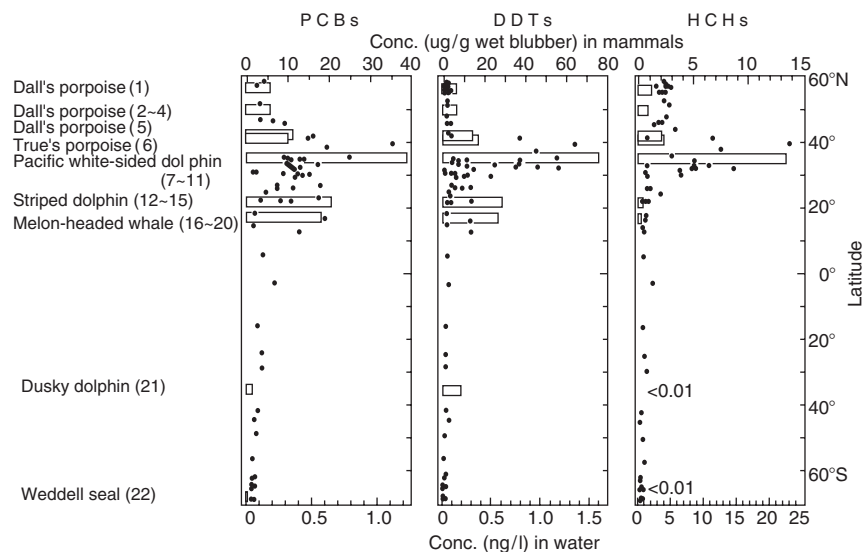 P C B s D D T s H C H s
Conc. (ug/g wet blubber) in mammals
0 10 20 30 40 0 20 40 60 80 0 5 10 15
Dall's porpoise (1) 60°N
Dall's porpoise (2~4)
Dall's porpoise (5)
True's porpoise (6) 40°
Pacific white-sided dol phin
(7~11)
Striped dolphin (12~15) 20°
Melon-headed whale (16~20)
0°
Latitude
20°
Dusky dolphin (21) <0.01
40°
60°S
Weddell seal (22) <0.01
0 0.5 1.0 0 0.5 1.0 1.5 0 5 10 15 20 25
Conc. (ng/l) in water